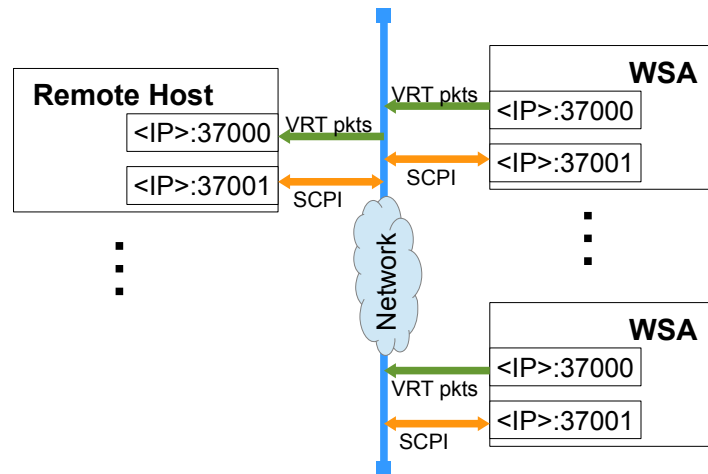 Remote Host
<IP>:37000
<IP>:37001
VRT pkts
SCPI
WSA
VRT pkts
<IP>:37000
SCPI
<IP>:37001
Network
WSA
<IP>:37000
VRT pkts
<IP>:37001
SCPI